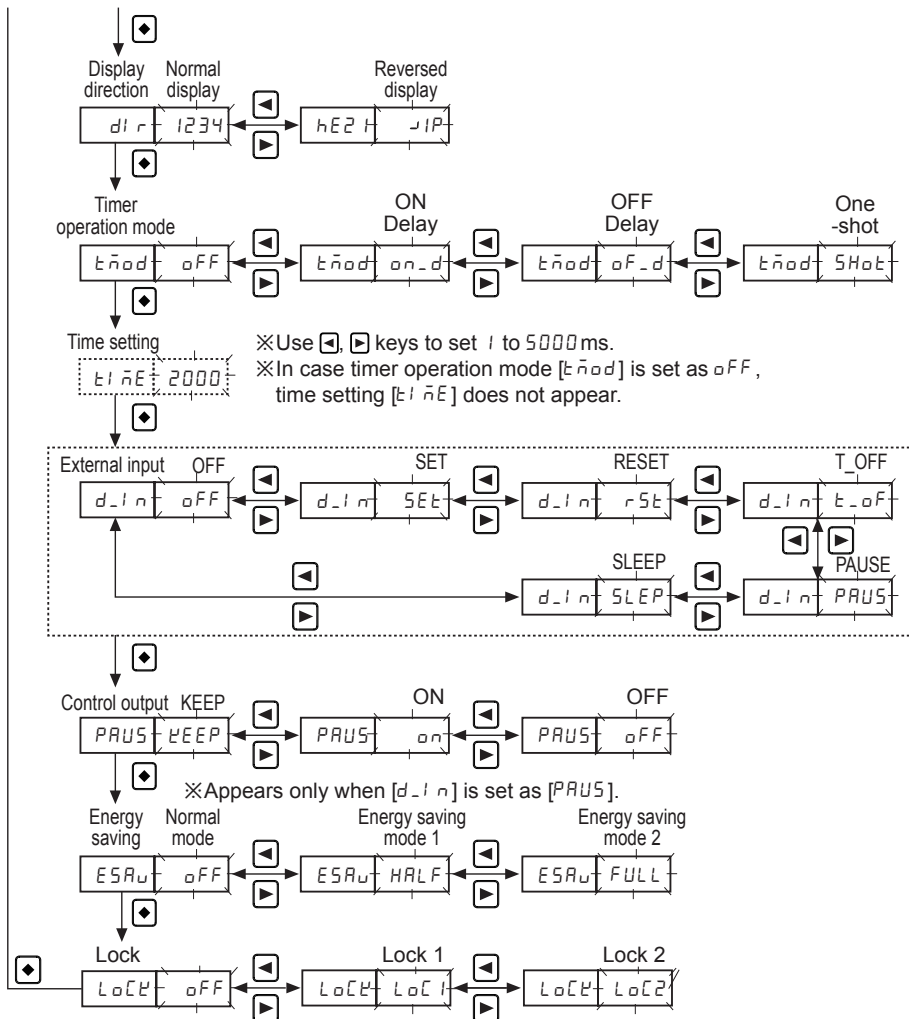 Display direction Normal display Reversed display
dIr 1234 hE21 ᒧIP
Timer operation mode ON Delay OFF Delay One -shot
tmod oFF tmod on_d tmod oF_d tmod SHot
Time setting
tImE 2000
※Use ◀, ▶ keys to set 1 to 5000 ms.
※In case timer operation mode [tmod] is set as oFF,
time setting [tImE] does not appear.
External input OFF SET RESET T_OFF
d_In oFF d_In SEt d_In rSt d_In t_oF
SLEEP PAUSE
d_In SLEP d_In PAUS
Control output KEEP ON OFF
PAUS KEEP PAUS on PAUS oFF
※Appears only when [d_In] is set as [PAUS].
Energy saving Normal mode Energy saving mode 1 Energy saving mode 2
ESAv oFF ESAv HALF ESAv FULL
Lock Lock 1 Lock 2
LoCK oFF LoCK LoC1 LoCK LoC2